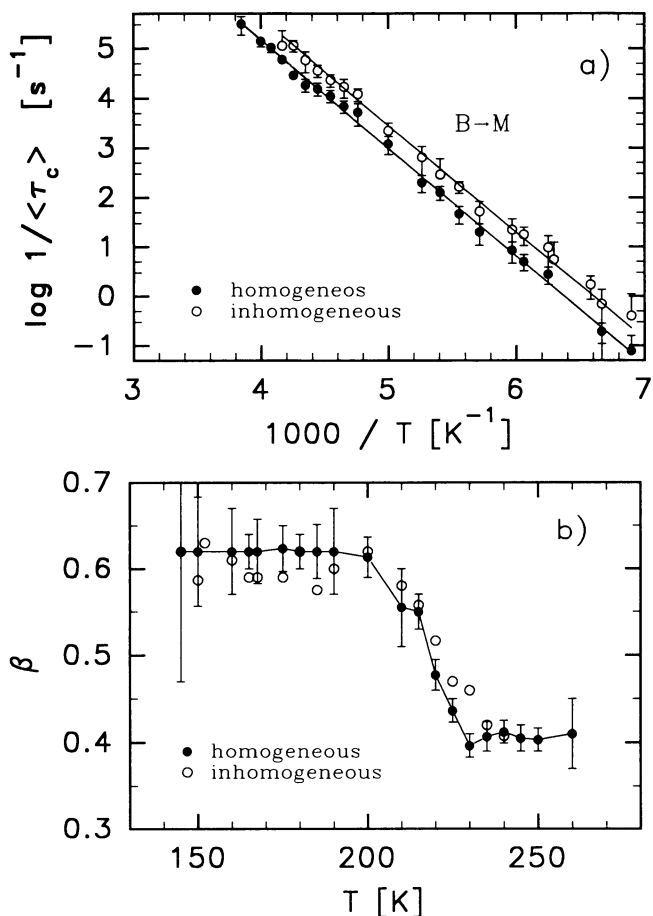 a)
B→M
log 1/<τc> [s⁻¹]
5
4
3
2
1
0
−1
● homogeneos
○ inhomogeneous
3 4 5 6 7
1000 / T [K⁻¹]
b)
β
0.7
0.6
0.5
0.4
0.3
● homogeneous
○ inhomogeneous
150 200 250
T [K]